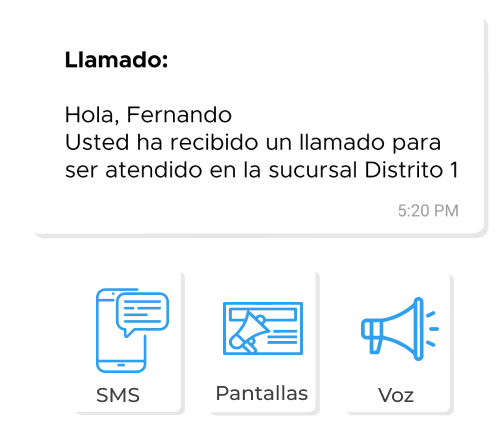 Llamado:
Hola, Fernando
Usted ha recibido un llamado para
ser atendido en la sucursal Distrito 1
5:20 PM
SMS
Pantallas
Voz